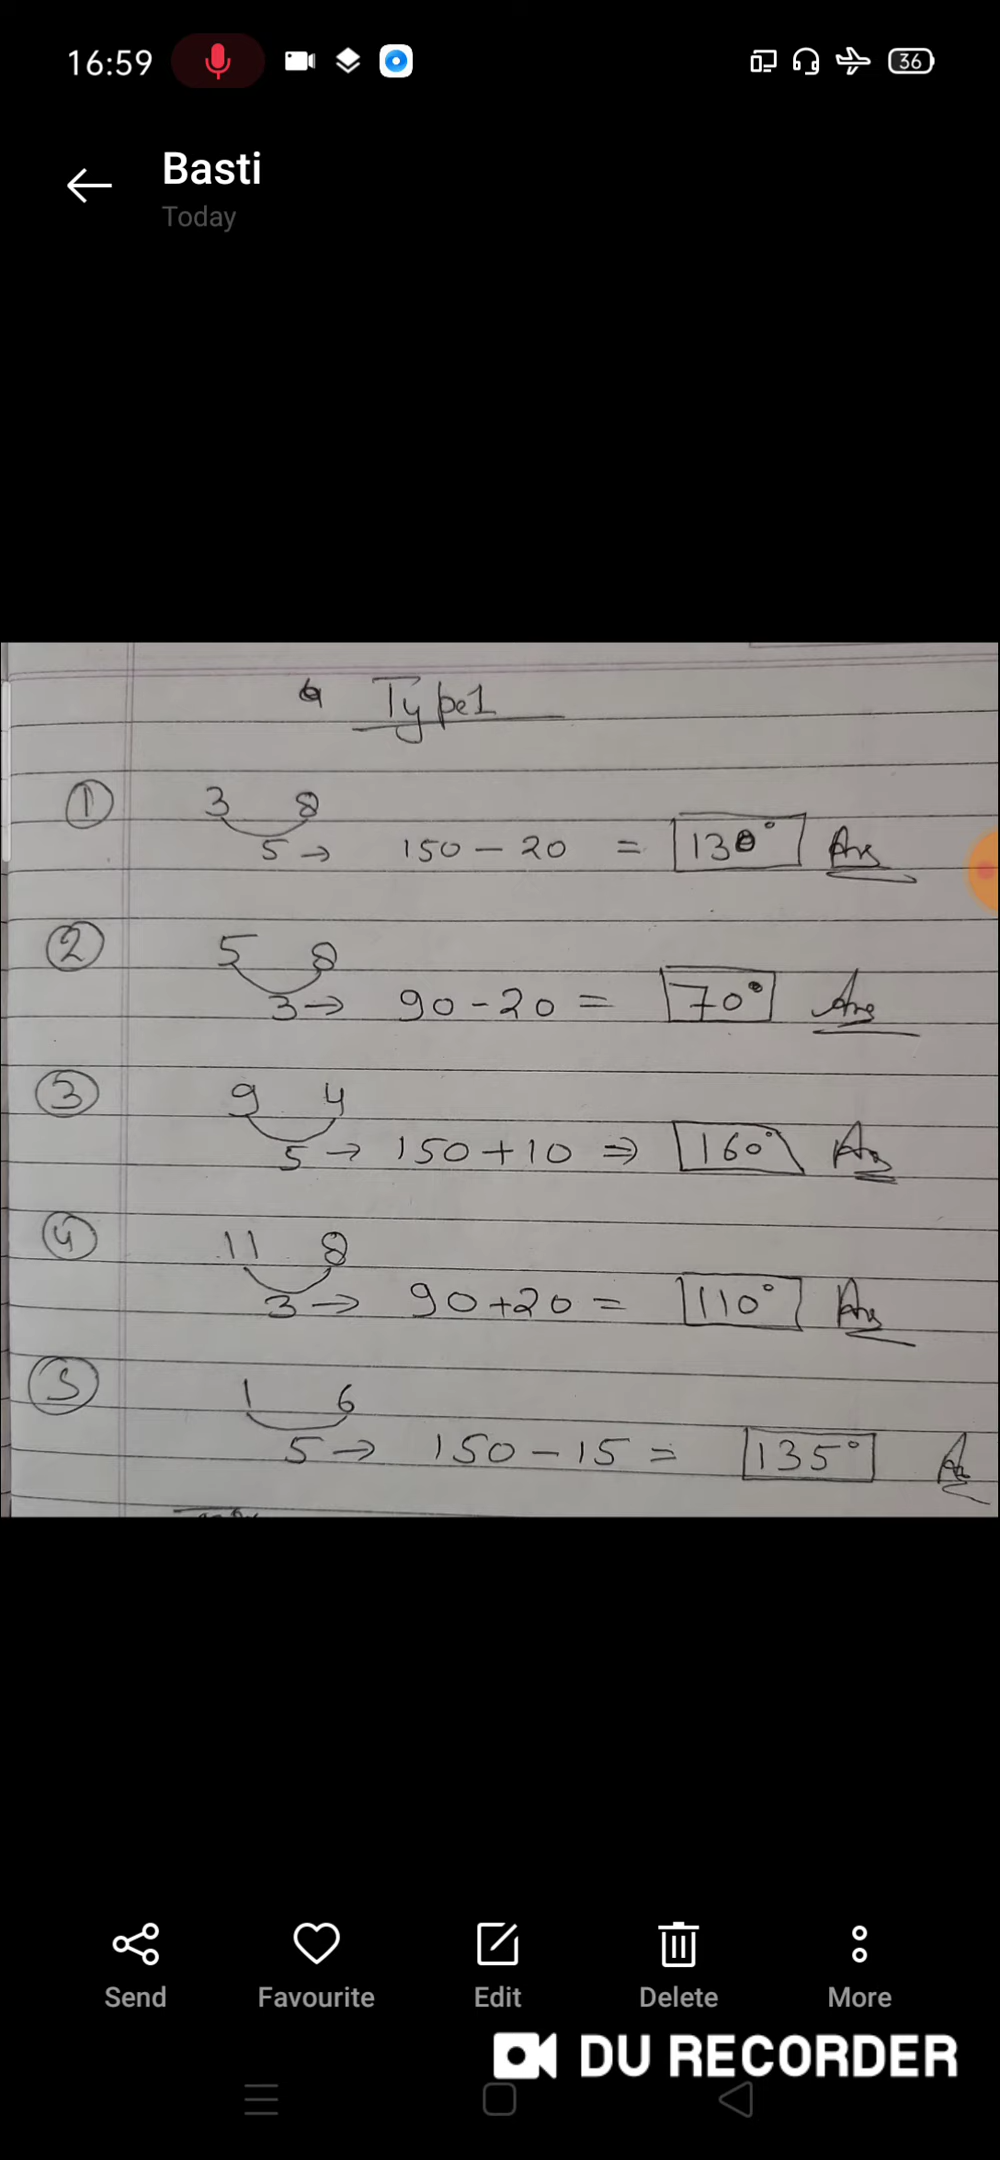 16:59
36
Basti
Today
Type1
① 3 8
5 → 150 - 20 = 130° Ans
② 5 8
3 → 90 - 20 = 70° Ans
③ 9 4
5 → 150 + 10 ⇒ 160° Ans
④ 11 8
3 → 90 + 20 = 110° Ans
⑤ 1 6
5 → 150 - 15 = 135° A
Send Favourite Edit Delete More
DU RECORDER